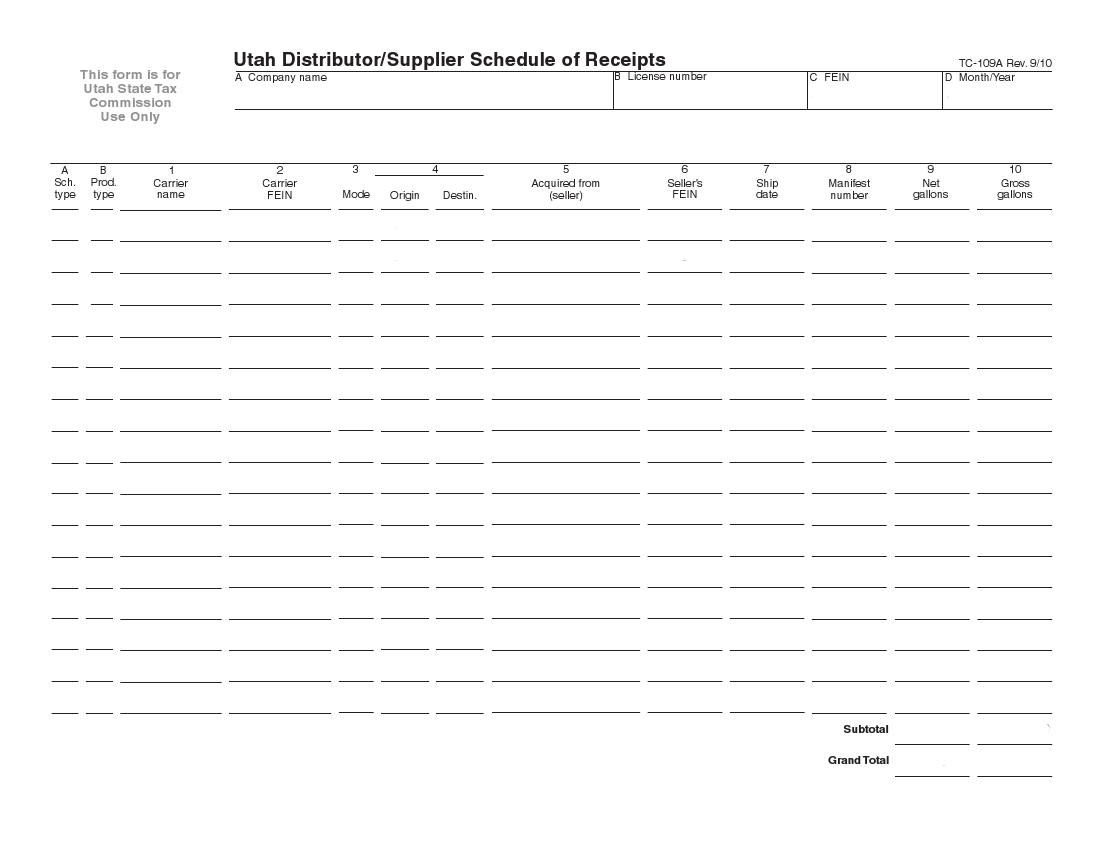 Utah Distributor/Supplier Schedule of Receipts
TC-109A Rev. 9/10
This form is for
Utah State Tax
Commission
Use Only
A Company name
B License number
C FEIN
D Month/Year
A B 1 2 3 4 5 6 7 8 9 10
Sch. Prod. Carrier Carrier Acquired from Seller's Ship Manifest Net Gross
type type name FEIN Mode Origin Destin. (seller) FEIN date number gallons gallons
Subtotal
Grand Total